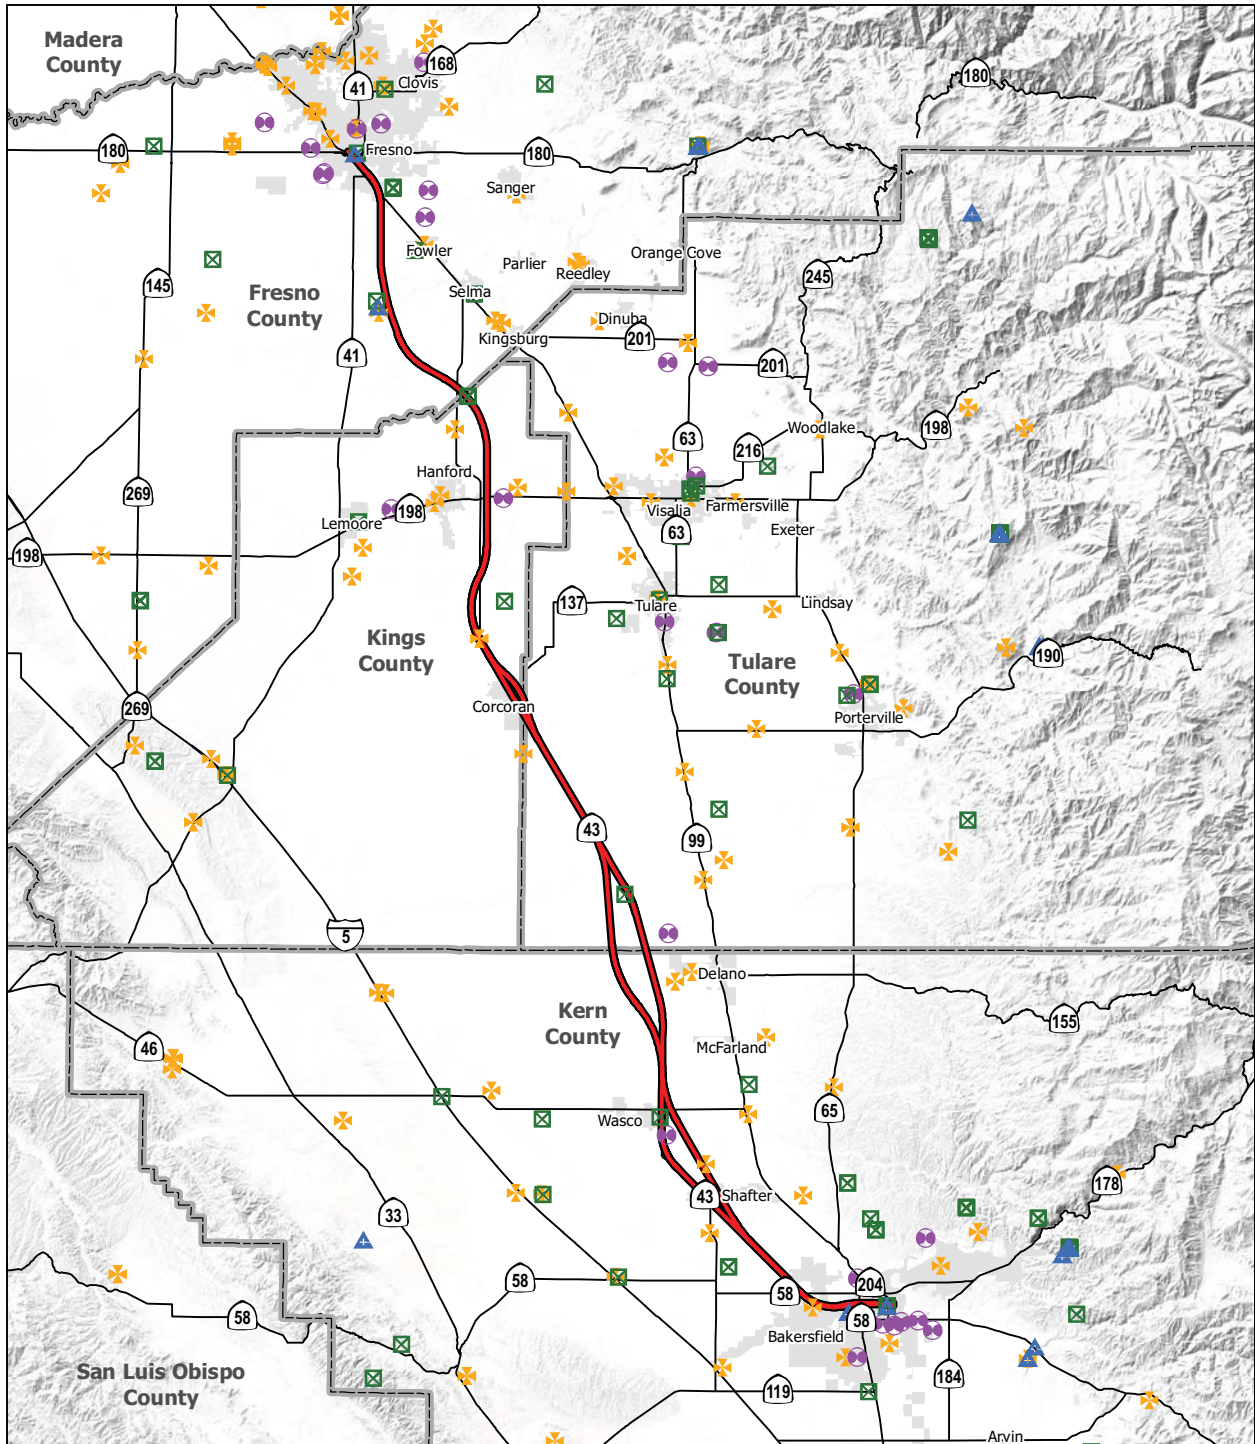 Madera
County
168
180
41
Clovis
180
Fresno
180
Sanger
Fowler
Parlier
Reedley
Orange Cove
245
145
Selma
Fresno
County
Dinuba
Kingsburg
201
41
201
63
198
Woodlake
216
Hanford
269
198
Visalia
Farmersville
Lemoore
63
Exeter
198
137
Tulare
Lindsay
Kings
County
190
Tulare
County
269
Corcoran
Porterville
43
99
5
Delano
Kern
County
155
46
McFarland
65
Wasco
178
43
Shafter
33
58
204
58
58
58
Bakersfield
San Luis Obispo
County
184
119
Arvin